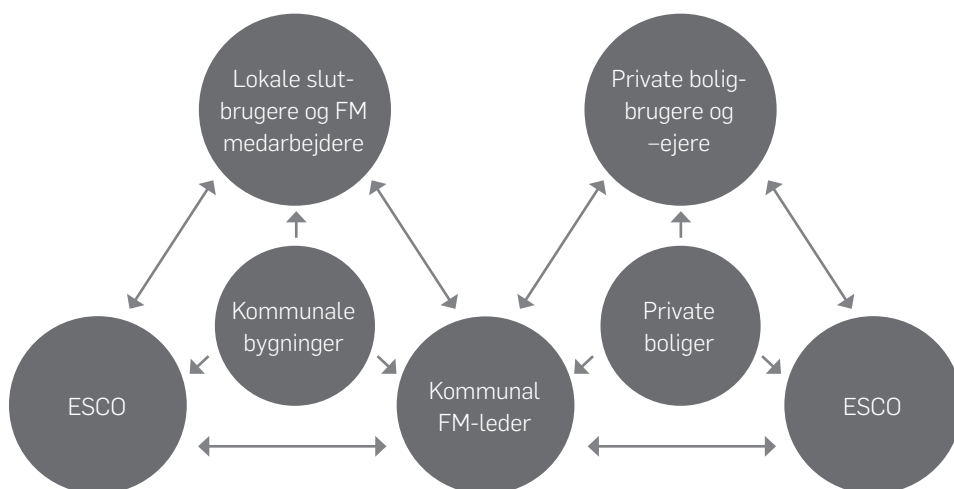 Lokale slut-
brugere og FM
medarbejdere
Private bolig-
brugere og
–ejere
Kommunale
bygninger
Private
boliger
ESCO
Kommunal
FM-leder
ESCO